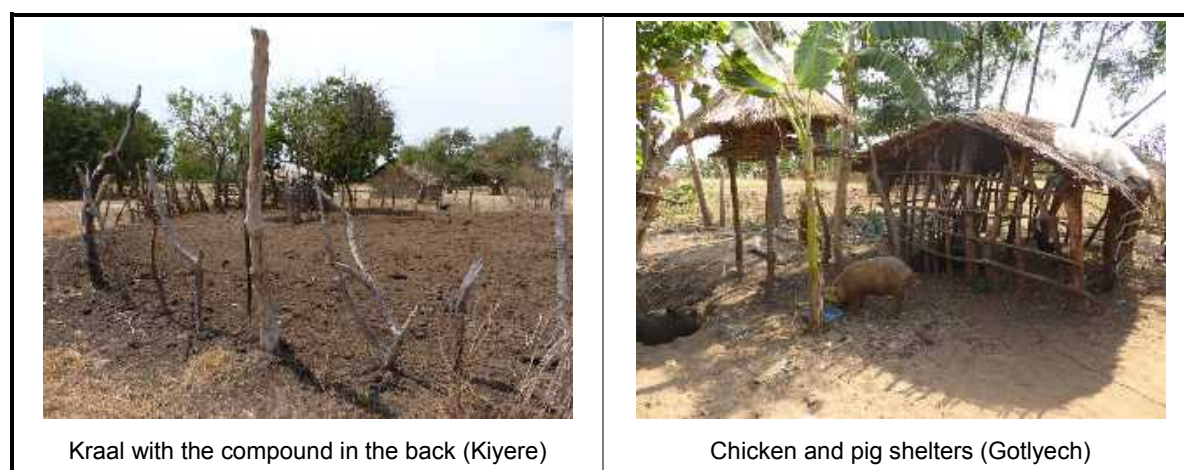 Kraal with the compound in the back (Kiyere)
Chicken and pig shelters (Gotlyech)